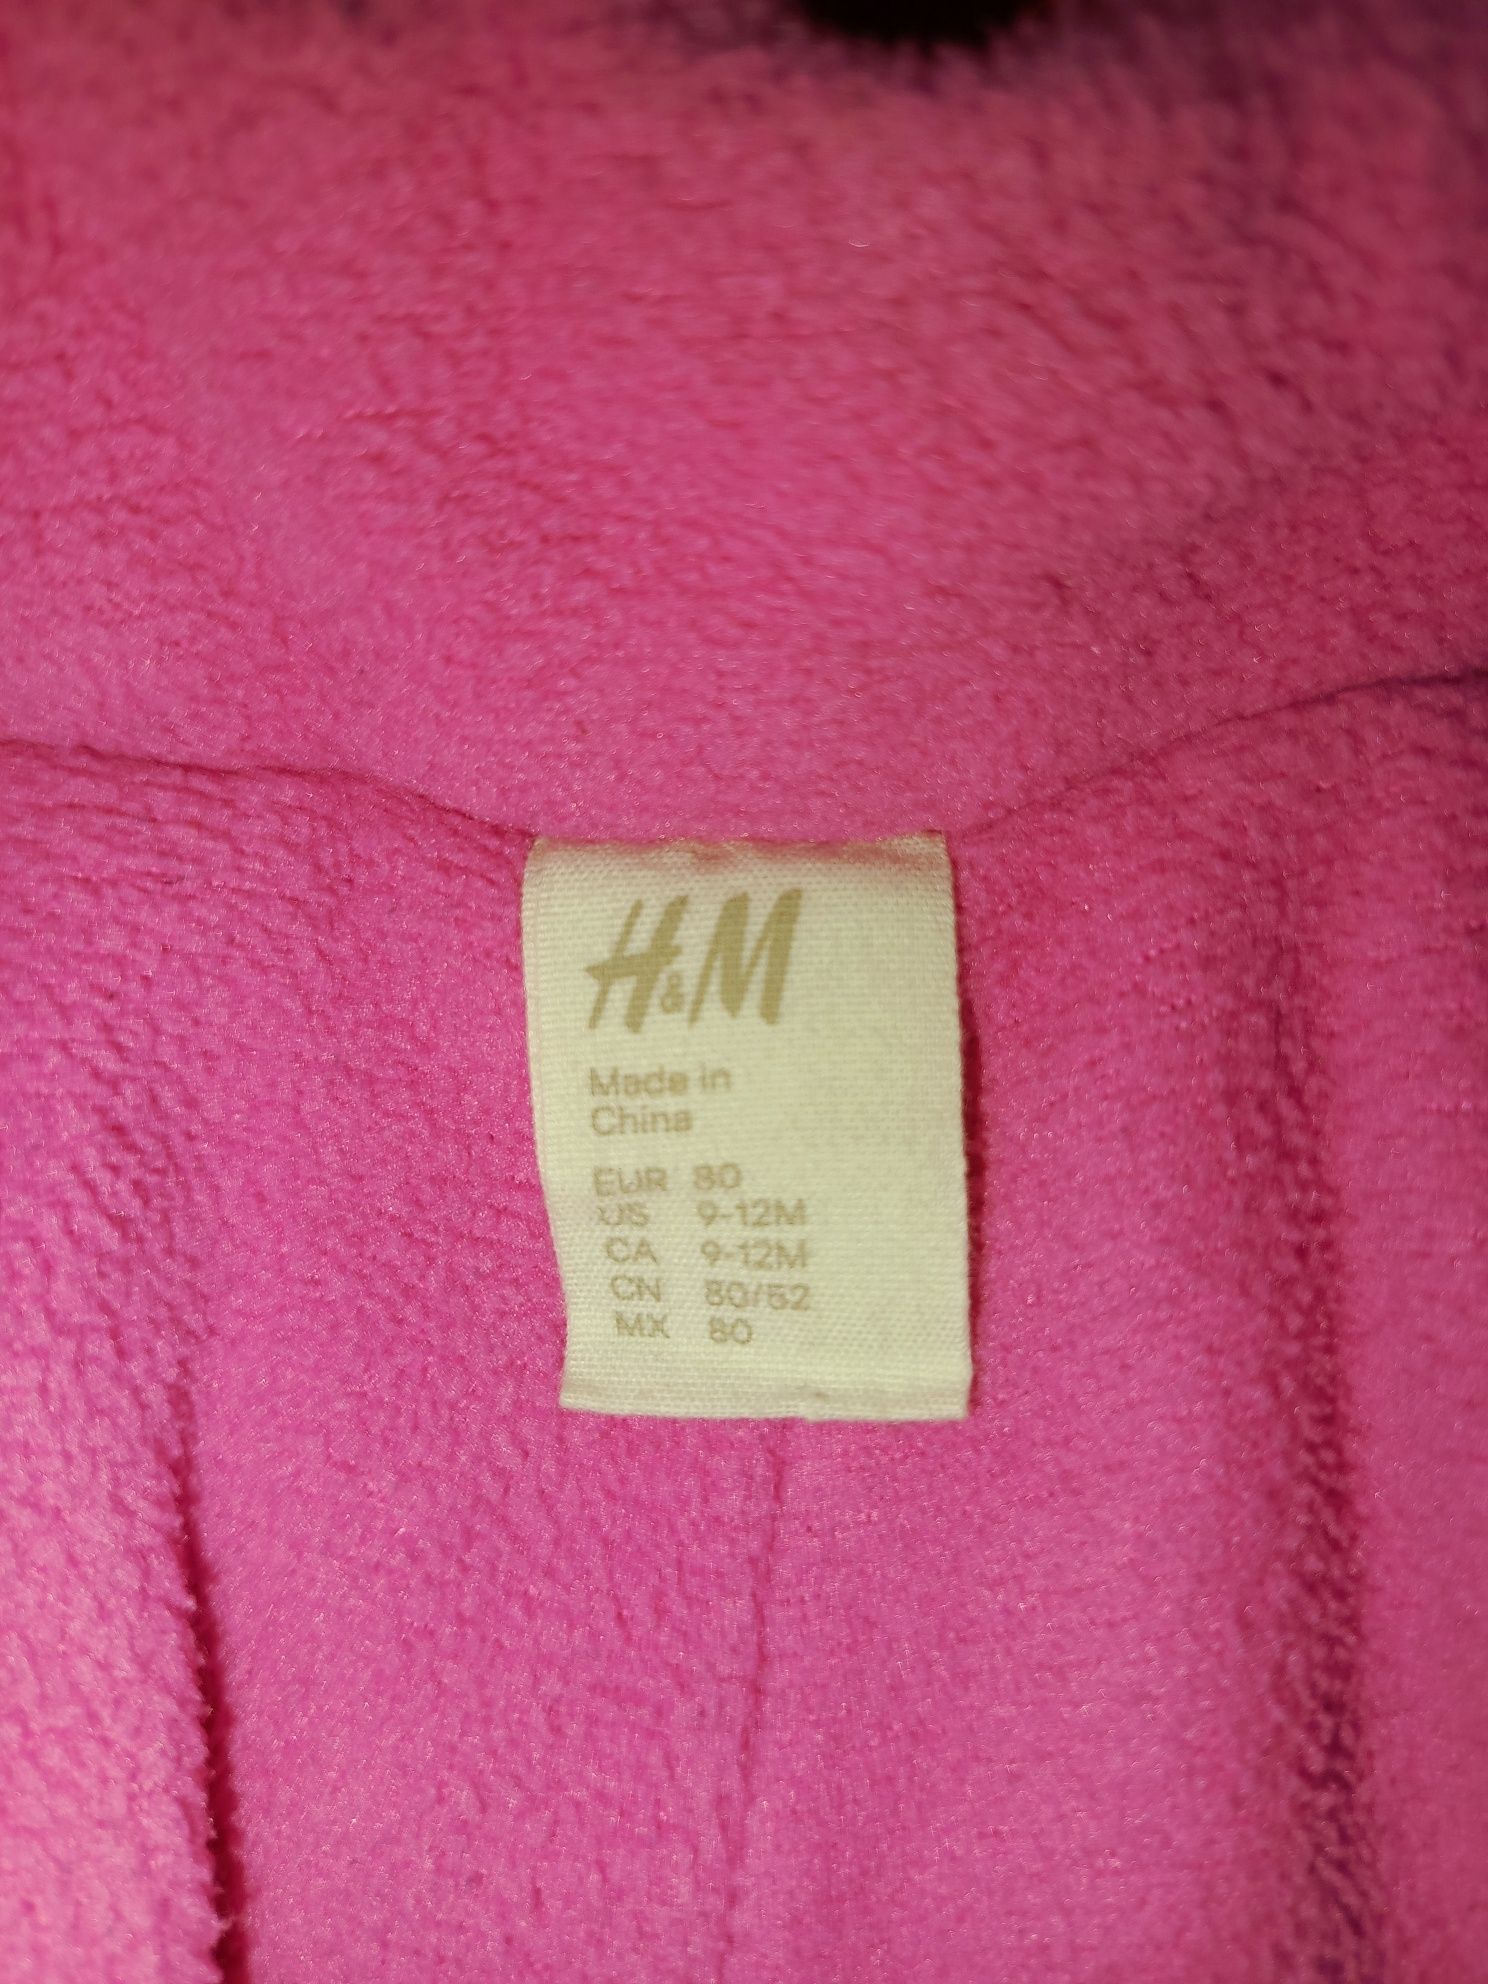 H&M
Made in
China
EUR 80
US 9-12M
CA 9-12M
CN 80/52
MX 80